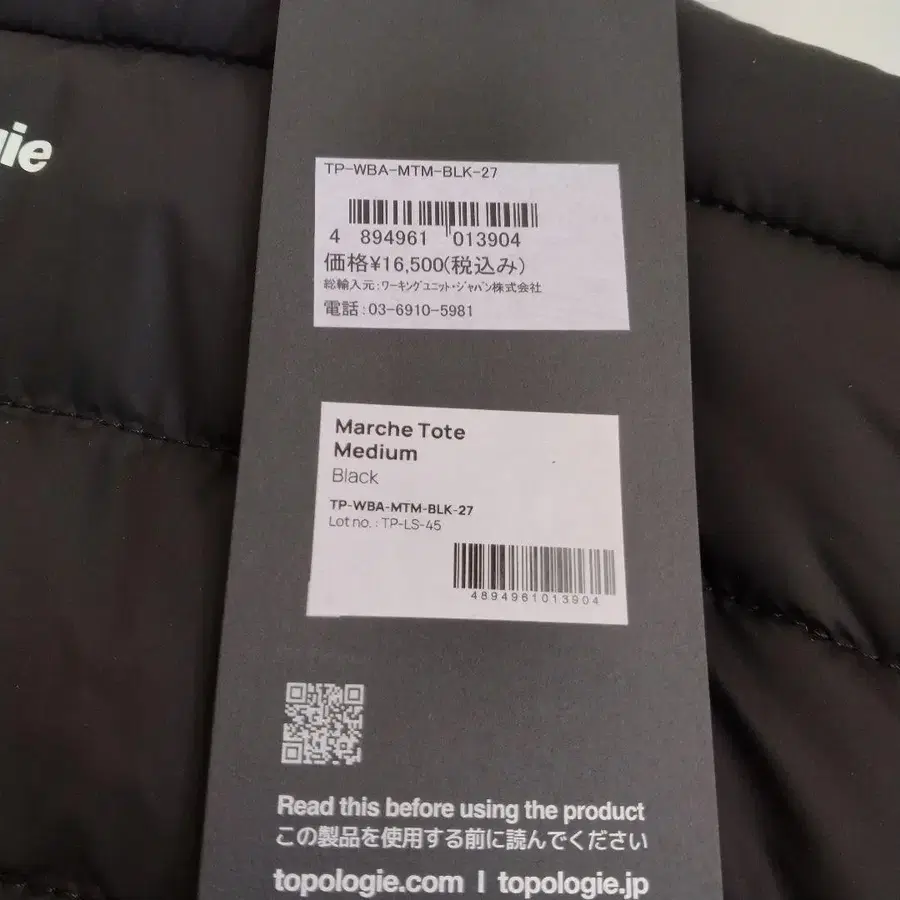 gie
TP-WBA-MTM-BLK-27
4 894961 013904
価格¥16,500(税込み)
総輸入元:ワーキングユニット・ジャパン株式会社
電話:03-6910-5981
Marche Tote
Medium
Black
TP-WBA-MTM-BLK-27
Lot no. : TP-LS-45
4894961013904
Read this before using the product
この製品を使用する前に読んでください
topologie.com | topologie.jp